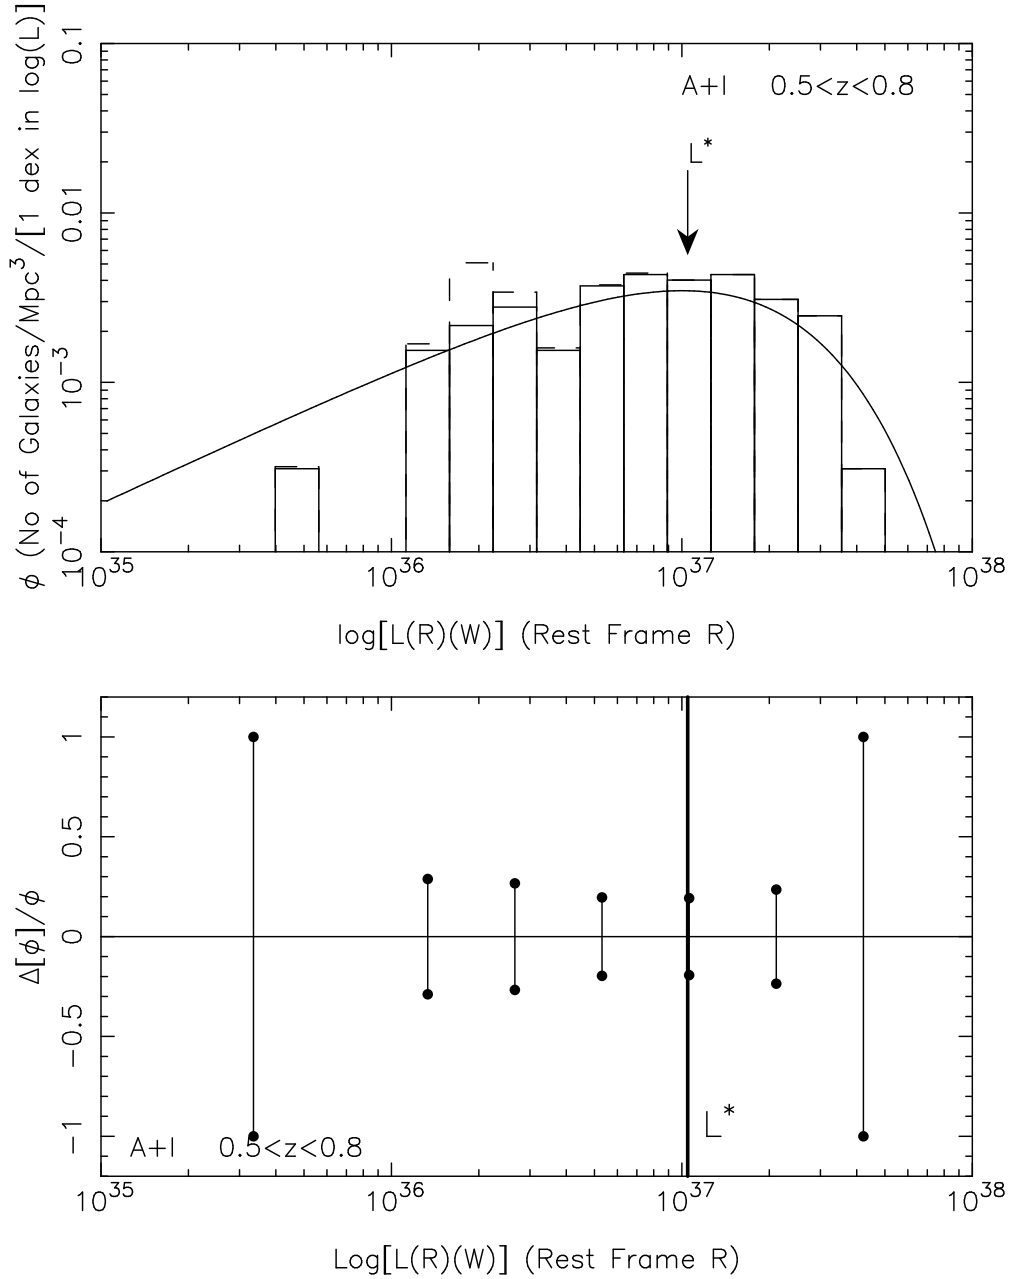 0.1
A+I 0.5<z<0.8
L*
0.01
10⁻³
10⁻⁴
ϕ (No of Galaxies/Mpc³/[1 dex in log(L)]
10³⁵ 10³⁶ 10³⁷ 10³⁸
log[L(R)(W)] (Rest Frame R)
1
0.5
0
−0.5
−1
Δ[ϕ]/ϕ
L*
A+I 0.5<z<0.8
10³⁵ 10³⁶ 10³⁷ 10³⁸
Log[L(R)(W)] (Rest Frame R)